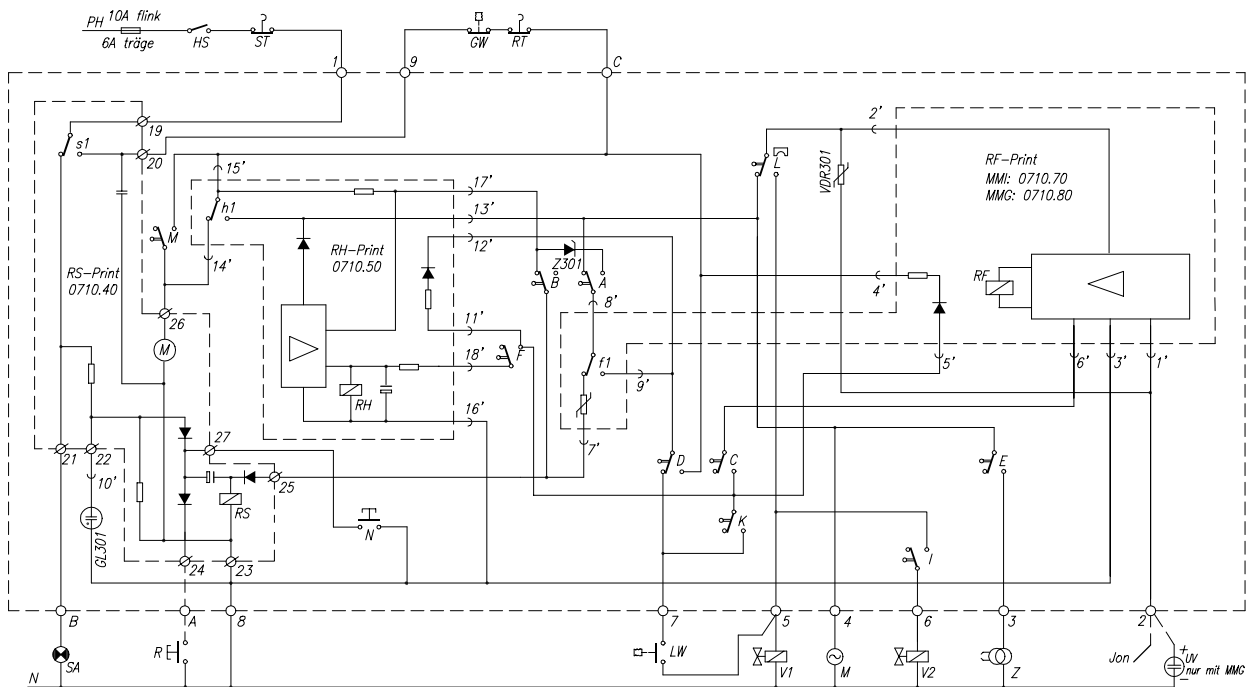 PH 10A flink
6A träge
HS
ST
GW
RT
1
9
C
19
s1
20
15'
h1
M
14'
RS-Print
0710.40
RH-Print
0710.50
17'
13'
12'
Z301
B
A
8'
11'
F
18'
RH
16'
f1
9'
7'
L
2'
VDR301
RF-Print
MMI: 0710.70
MMG: 0710.80
4'
RF
5'
6'
3'
1'
26
M
27
21
22
10'
25
RS
GL301
24
23
N
D
C
K
E
I
B
A
8
7
5
4
6
3
2
SA
R
LW
V1
M
V2
Z
Jon
+
UV
nur mit MMG
−
N